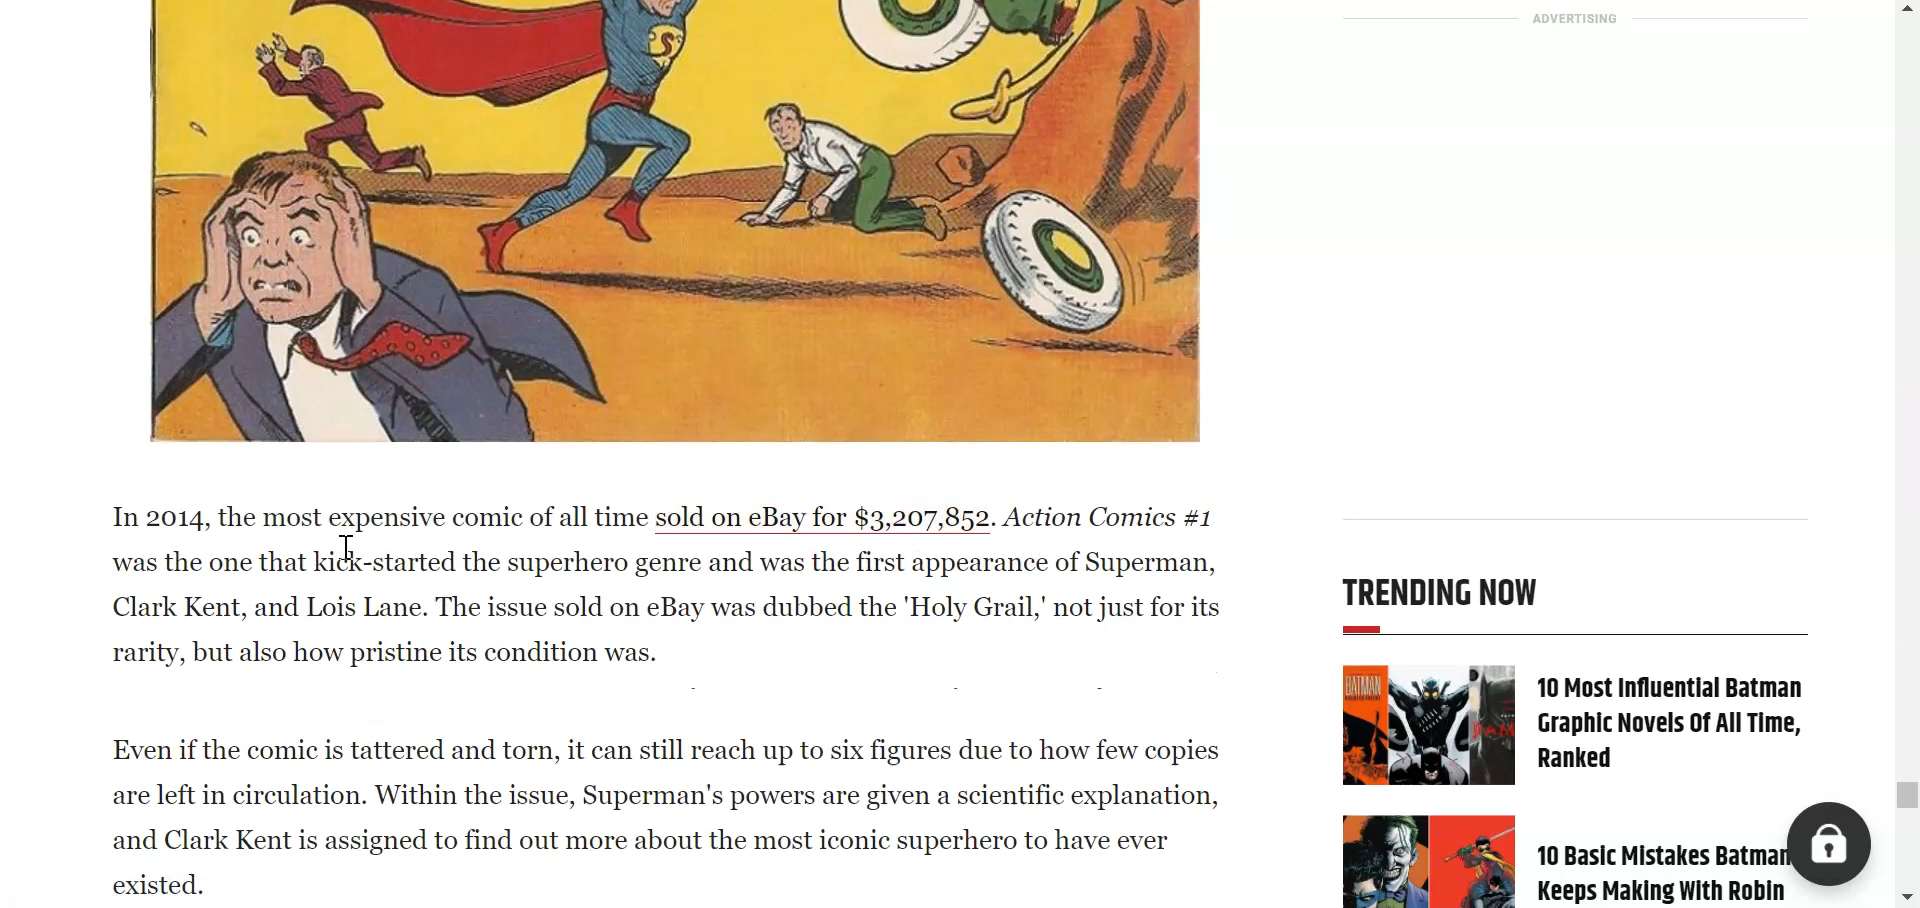 ADVERTISING
In 2014, the most expensive comic of all time sold on eBay for $3,207,852. Action Comics #1
was the one that kick-started the superhero genre and was the first appearance of Superman,
Clark Kent, and Lois Lane. The issue sold on eBay was dubbed the 'Holy Grail,' not just for its
rarity, but also how pristine its condition was.
Even if the comic is tattered and torn, it can still reach up to six figures due to how few copies
are left in circulation. Within the issue, Superman's powers are given a scientific explanation,
and Clark Kent is assigned to find out more about the most iconic superhero to have ever
existed.
TRENDING NOW
BATMAN
10 Most Influential Batman
Graphic Novels Of All Time,
Ranked
10 Basic Mistakes Batman
Keeps Making With Robin